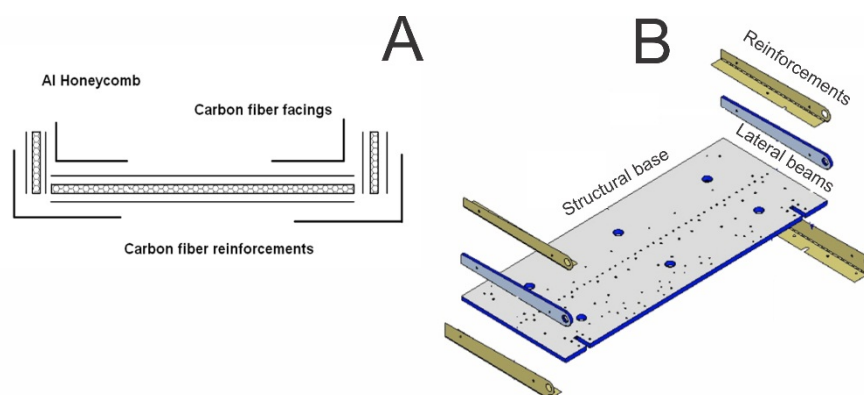 A
Al Honeycomb
Carbon fiber facings
Carbon fiber reinforcements
B
Reinforcements
Lateral beams
Structural base